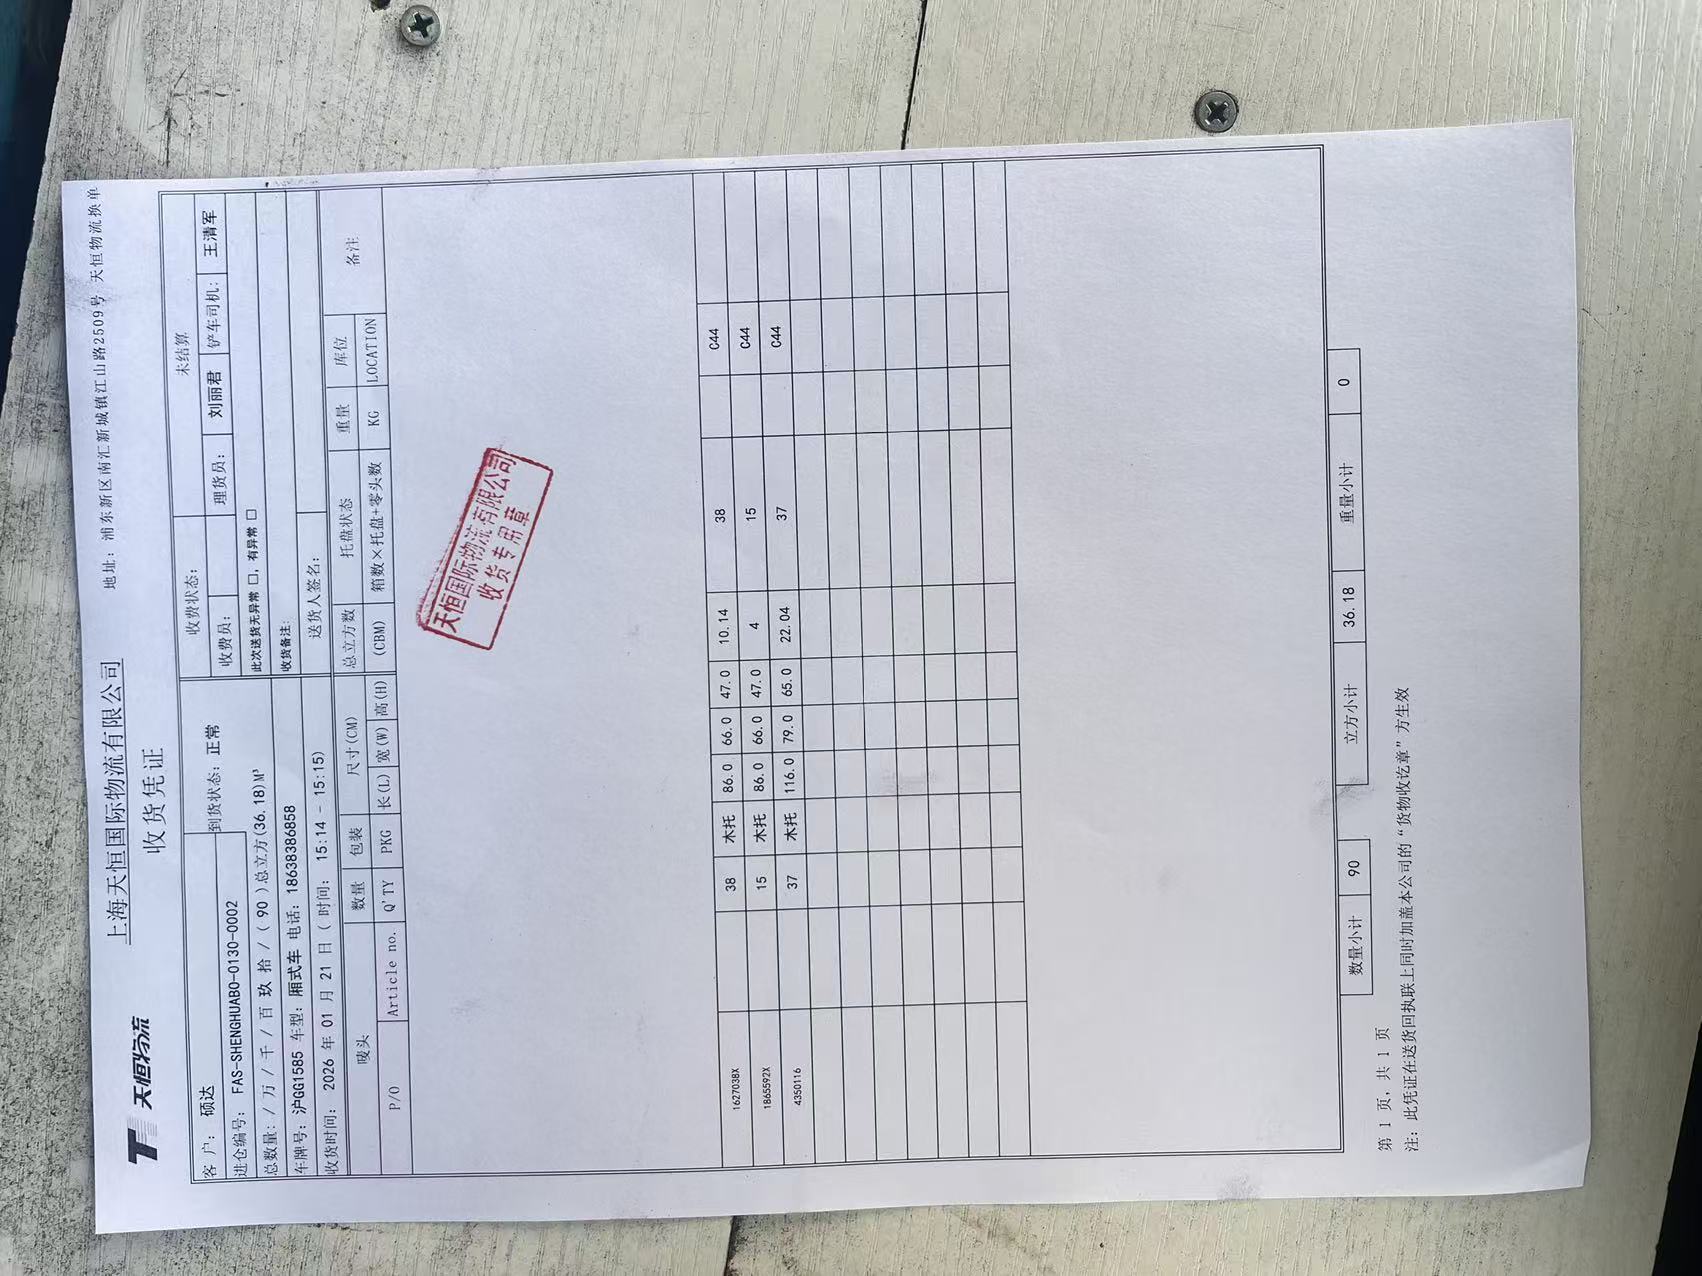 天恒物流
上海天恒国际物流有限公司
地址: 浦东新区南汇新城镇江山路2509号 天恒物流换单
收货凭证
客 户: 硕达
到货状态: 正常
收费状态:
未结算
进仓编号: FAS-SHENGHUABO-0130-0002
收费员:
理货员: 刘丽君
铲车司机: 王清军
总数量: / 万 / 千 / 百 玖 拾 / ( 90 ) 总立方(36.18)M³
此次送货无异常 □, 有异常 □
车牌号: 沪GG1585 车型: 厢式车 电话: 18638386858
收货备注:
收货时间: 2026 年 01 月 21 日 ( 时间: 15:14 - 15:15)
送货人签名:
唛头 数量 包装 尺寸(CM) 总立方数 托盘状态 重量 库位 备注
P/O Article no. Q'TY PKG 长(L) 宽(W) 高(H) (CBM) 箱数×托盘+零头数 KG LOCATION
天恒国际物流有限公司
收货专用章
1627038X 38 木托 86.0 66.0 47.0 10.14 38 C44
1865592X 15 木托 86.0 66.0 47.0 4 15 C44
4350116 37 木托 116.0 79.0 65.0 22.04 37 C44
数量小计 90 立方小计 36.18 重量小计 0
第 1 页, 共 1 页
注: 此凭证在送货回执联上同时加盖本公司的“货物收讫章”方生效